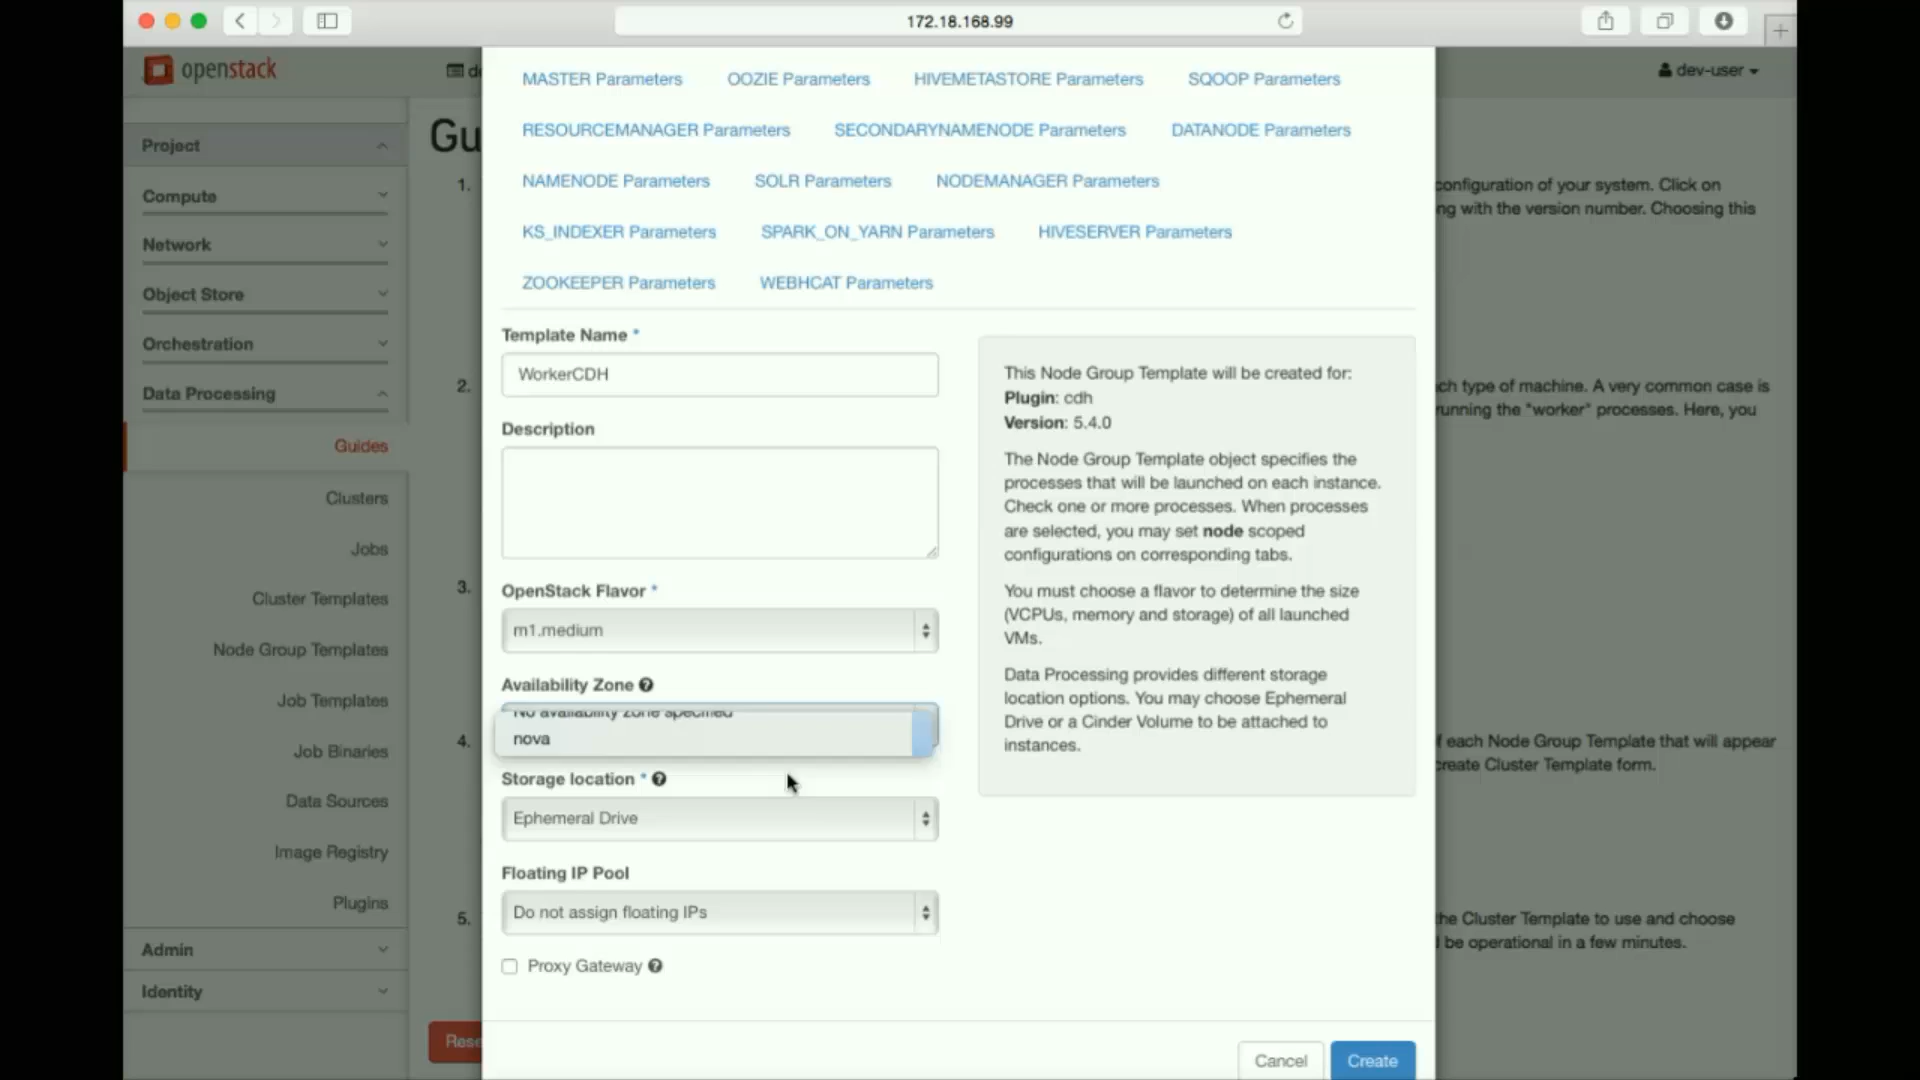 172.18.168.99
openstack
dev-user
Project
Compute
Network
Object Store
Orchestration
Data Processing
Guides
Clusters
Jobs
Cluster Templates
Node Group Templates
Job Templates
Job Binaries
Data Sources
Image Registry
Plugins
Admin
Identity
Gu
1.
2.
3.
4.
5.
Rese
MASTER Parameters OOZIE Parameters HIVEMETASTORE Parameters SQOOP Parameters
RESOURCEMANAGER Parameters SECONDARYNAMENODE Parameters DATANODE Parameters
NAMENODE Parameters SOLR Parameters NODEMANAGER Parameters
KS_INDEXER Parameters SPARK_ON_YARN Parameters HIVESERVER Parameters
ZOOKEEPER Parameters WEBHCAT Parameters
Template Name *
WorkerCDH
Description
OpenStack Flavor *
m1.medium
Availability Zone
No availability zone specified
nova
Storage location *
Ephemeral Drive
Floating IP Pool
Do not assign floating IPs
Proxy Gateway
This Node Group Template will be created for:
Plugin: cdh
Version: 5.4.0
The Node Group Template object specifies the
processes that will be launched on each instance.
Check one or more processes. When processes
are selected, you may set node scoped
configurations on corresponding tabs.
You must choose a flavor to determine the size
(VCPUs, memory and storage) of all launched
VMs.
Data Processing provides different storage
location options. You may choose Ephemeral
Drive or a Cinder Volume to be attached to
instances.
Cancel Create
configuration of your system. Click on
ng with the version number. Choosing this
ch type of machine. A very common case is
running the "worker" processes. Here, you
f each Node Group Template that will appear
create Cluster Template form.
the Cluster Template to use and choose
l be operational in a few minutes.